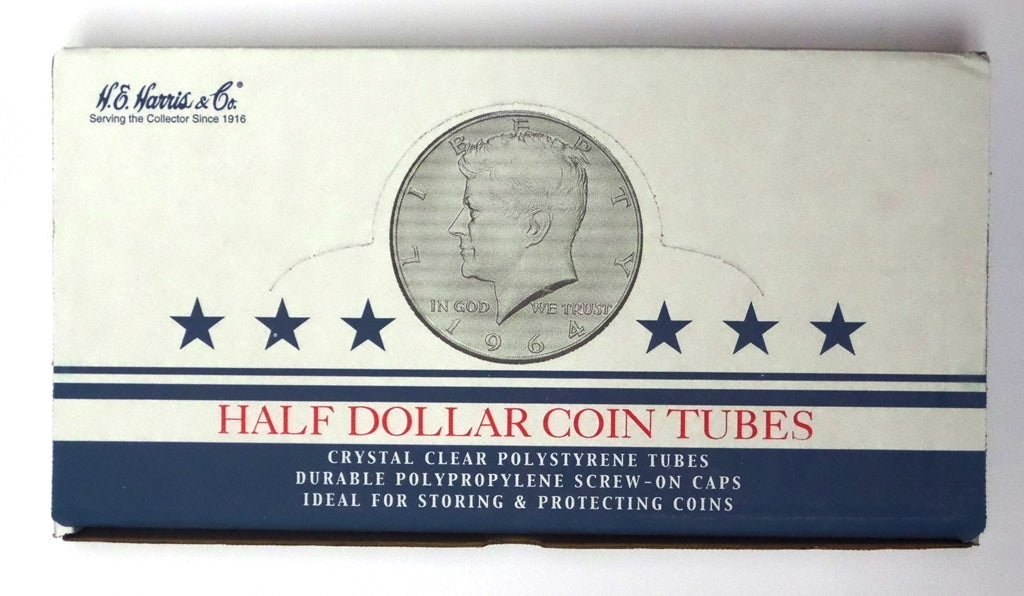 H.E. Harris & Co.®
Serving the Collector Since 1916
LIBERTY
IN GOD WE TRUST
1964
HALF DOLLAR COIN TUBES
CRYSTAL CLEAR POLYSTYRENE TUBES
DURABLE POLYPROPYLENE SCREW-ON CAPS
IDEAL FOR STORING & PROTECTING COINS